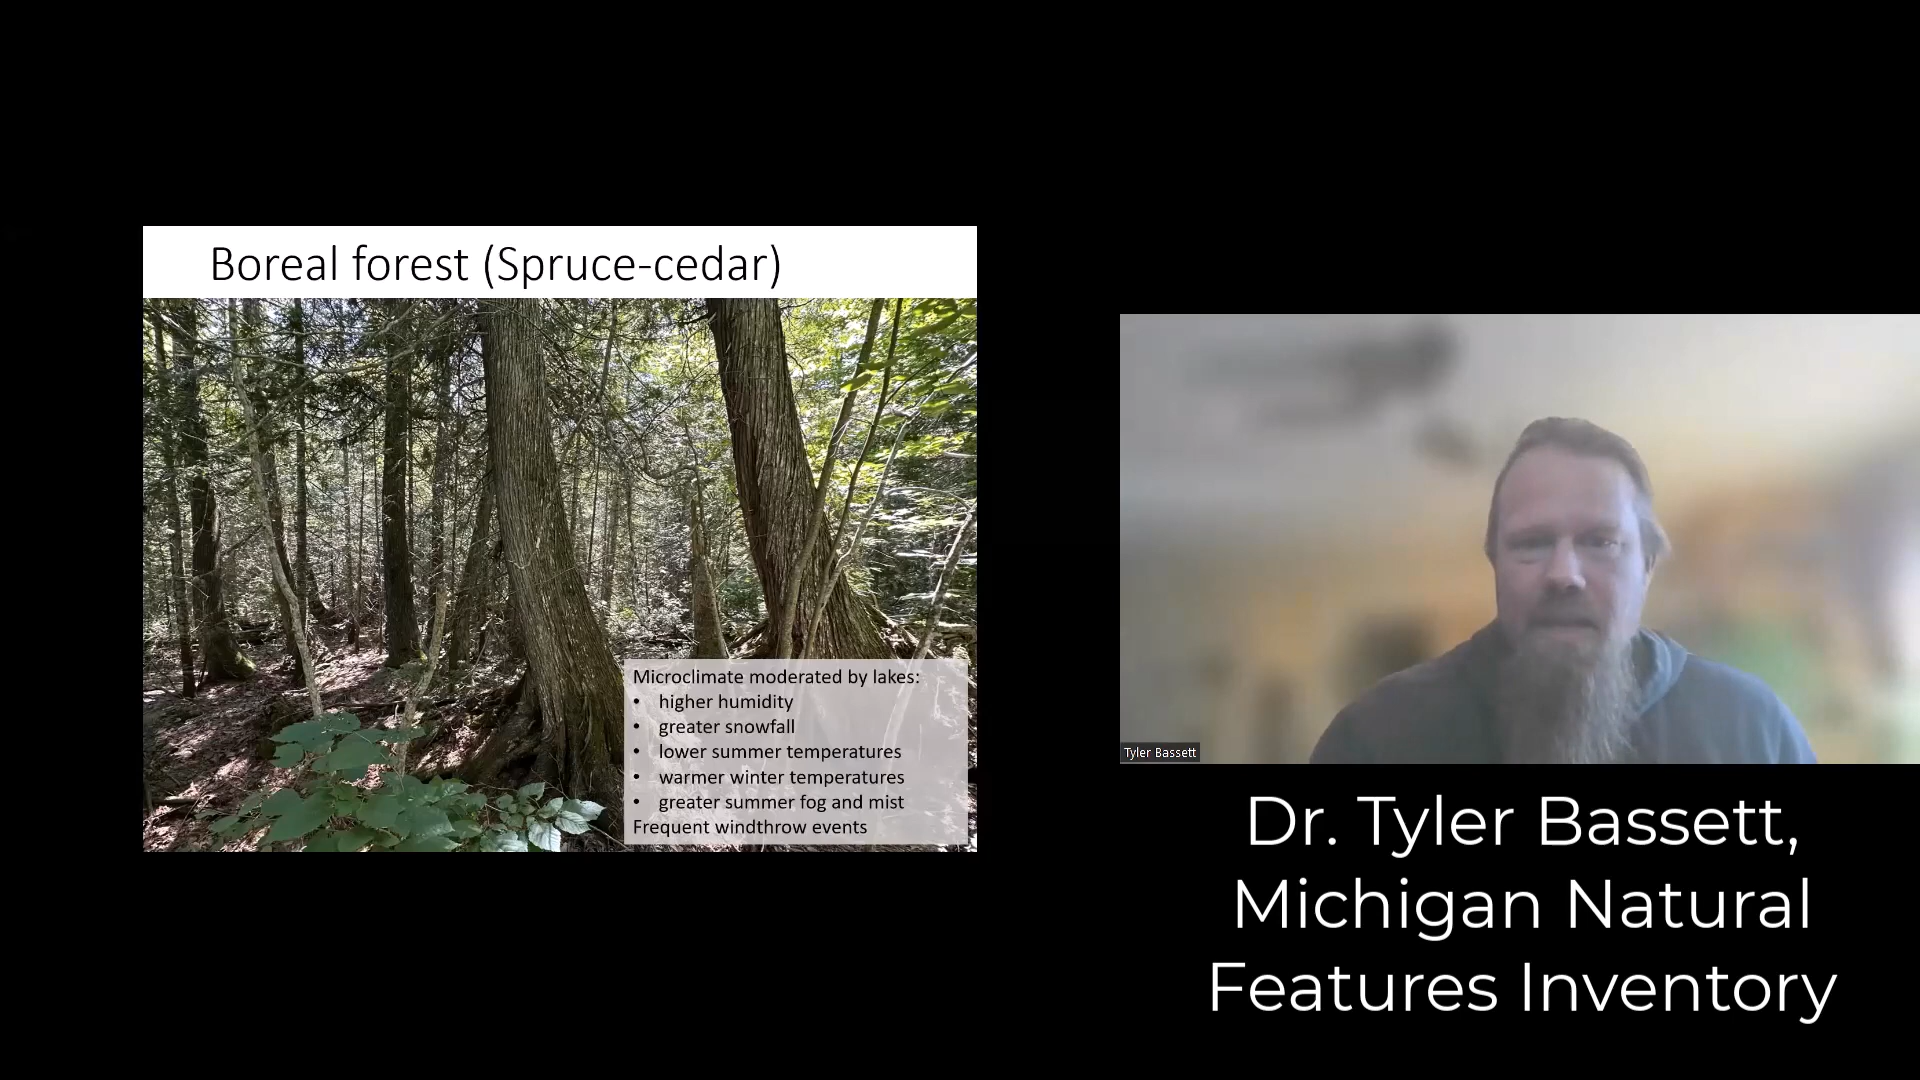 Boreal forest (Spruce-cedar)
Microclimate moderated by lakes:
• higher humidity
• greater snowfall
• lower summer temperatures
• warmer winter temperatures
• greater summer fog and mist
Frequent windthrow events
Tyler Bassett
Dr. Tyler Bassett,
Michigan Natural
Features Inventory